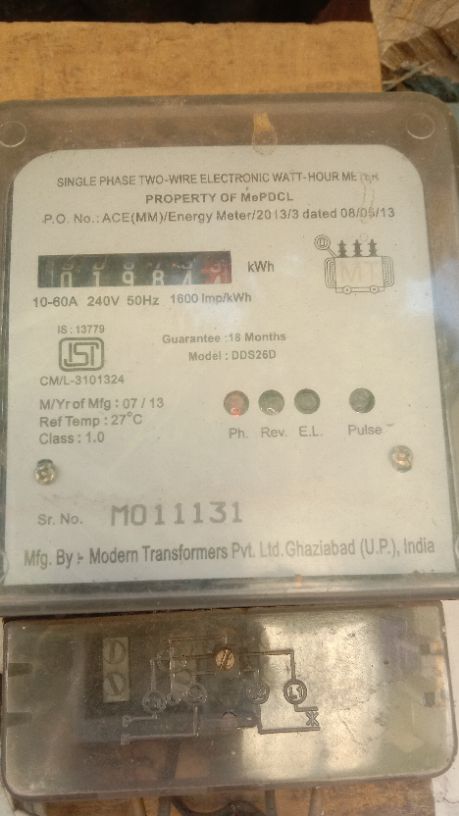 SINGLE PHASE TWO-WIRE ELECTRONIC WATT-HOUR METER
PROPERTY OF MePDCL
P.O. No.: ACE(MM)/Energy Meter/2013/3 dated 08/05/13
01984 kWh
10-60A 240V 50Hz 1600 Imp/kWh
MT
IS : 13779
Guarantee :18 Months
Model : DDS26D
CM/L-3101324
M/Yr of Mfg : 07 / 13
Ref Temp : 27°C
Class : 1.0
Ph. Rev. E.L. Pulse
Sr. No. M011131
Mfg. By :- Modern Transformers Pvt. Ltd. Ghaziabad (U.P.), India